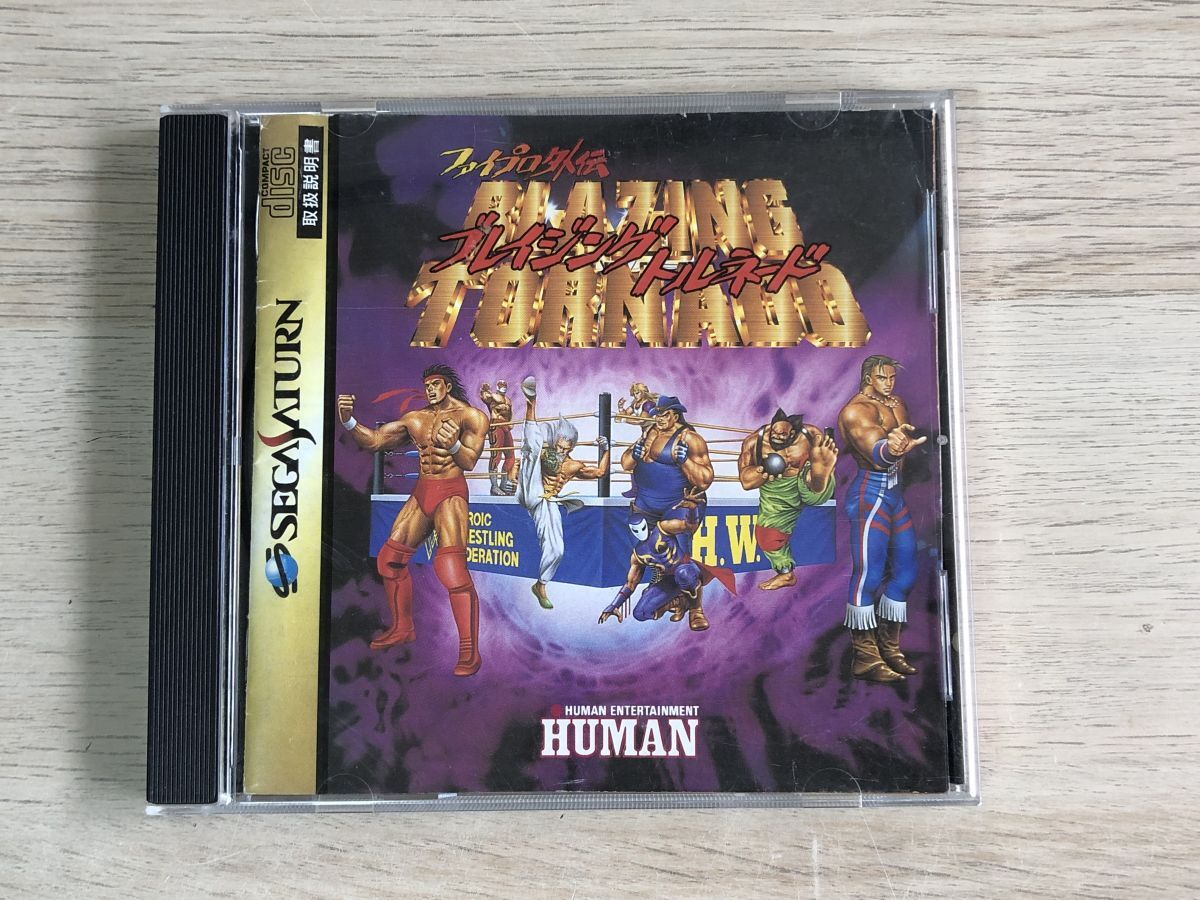 COMPACT
disc
取扱説明書
SEGA SATURN
ファイプロ外伝
BLAZING
ブレイジング
トルネード
TORNADO
ROIC
ESTLING
DERATION
H.W.
HUMAN ENTERTAINMENT
HUMAN